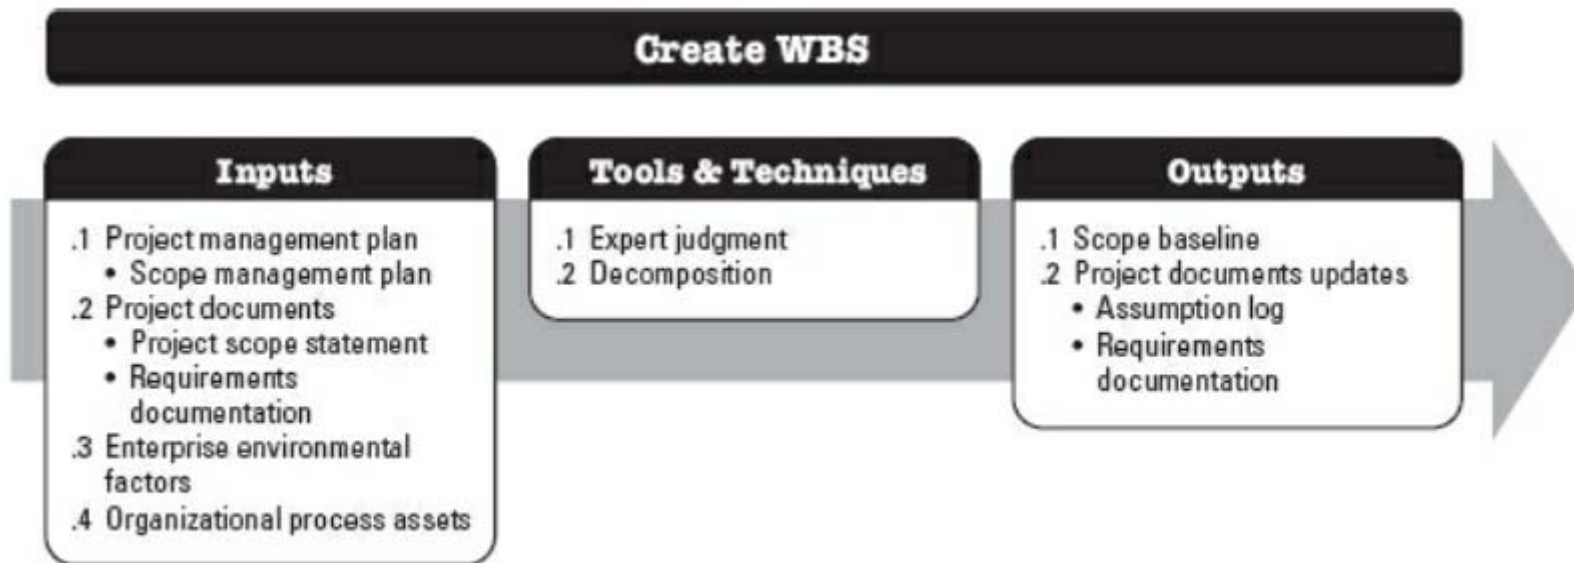 Create WBS
Inputs
.1 Project management plan
• Scope management plan
.2 Project documents
• Project scope statement
• Requirements
documentation
.3 Enterprise environmental
factors
.4 Organizational process assets
Tools & Techniques
.1 Expert judgment
.2 Decomposition
Outputs
.1 Scope baseline
.2 Project documents updates
• Assumption log
• Requirements
documentation